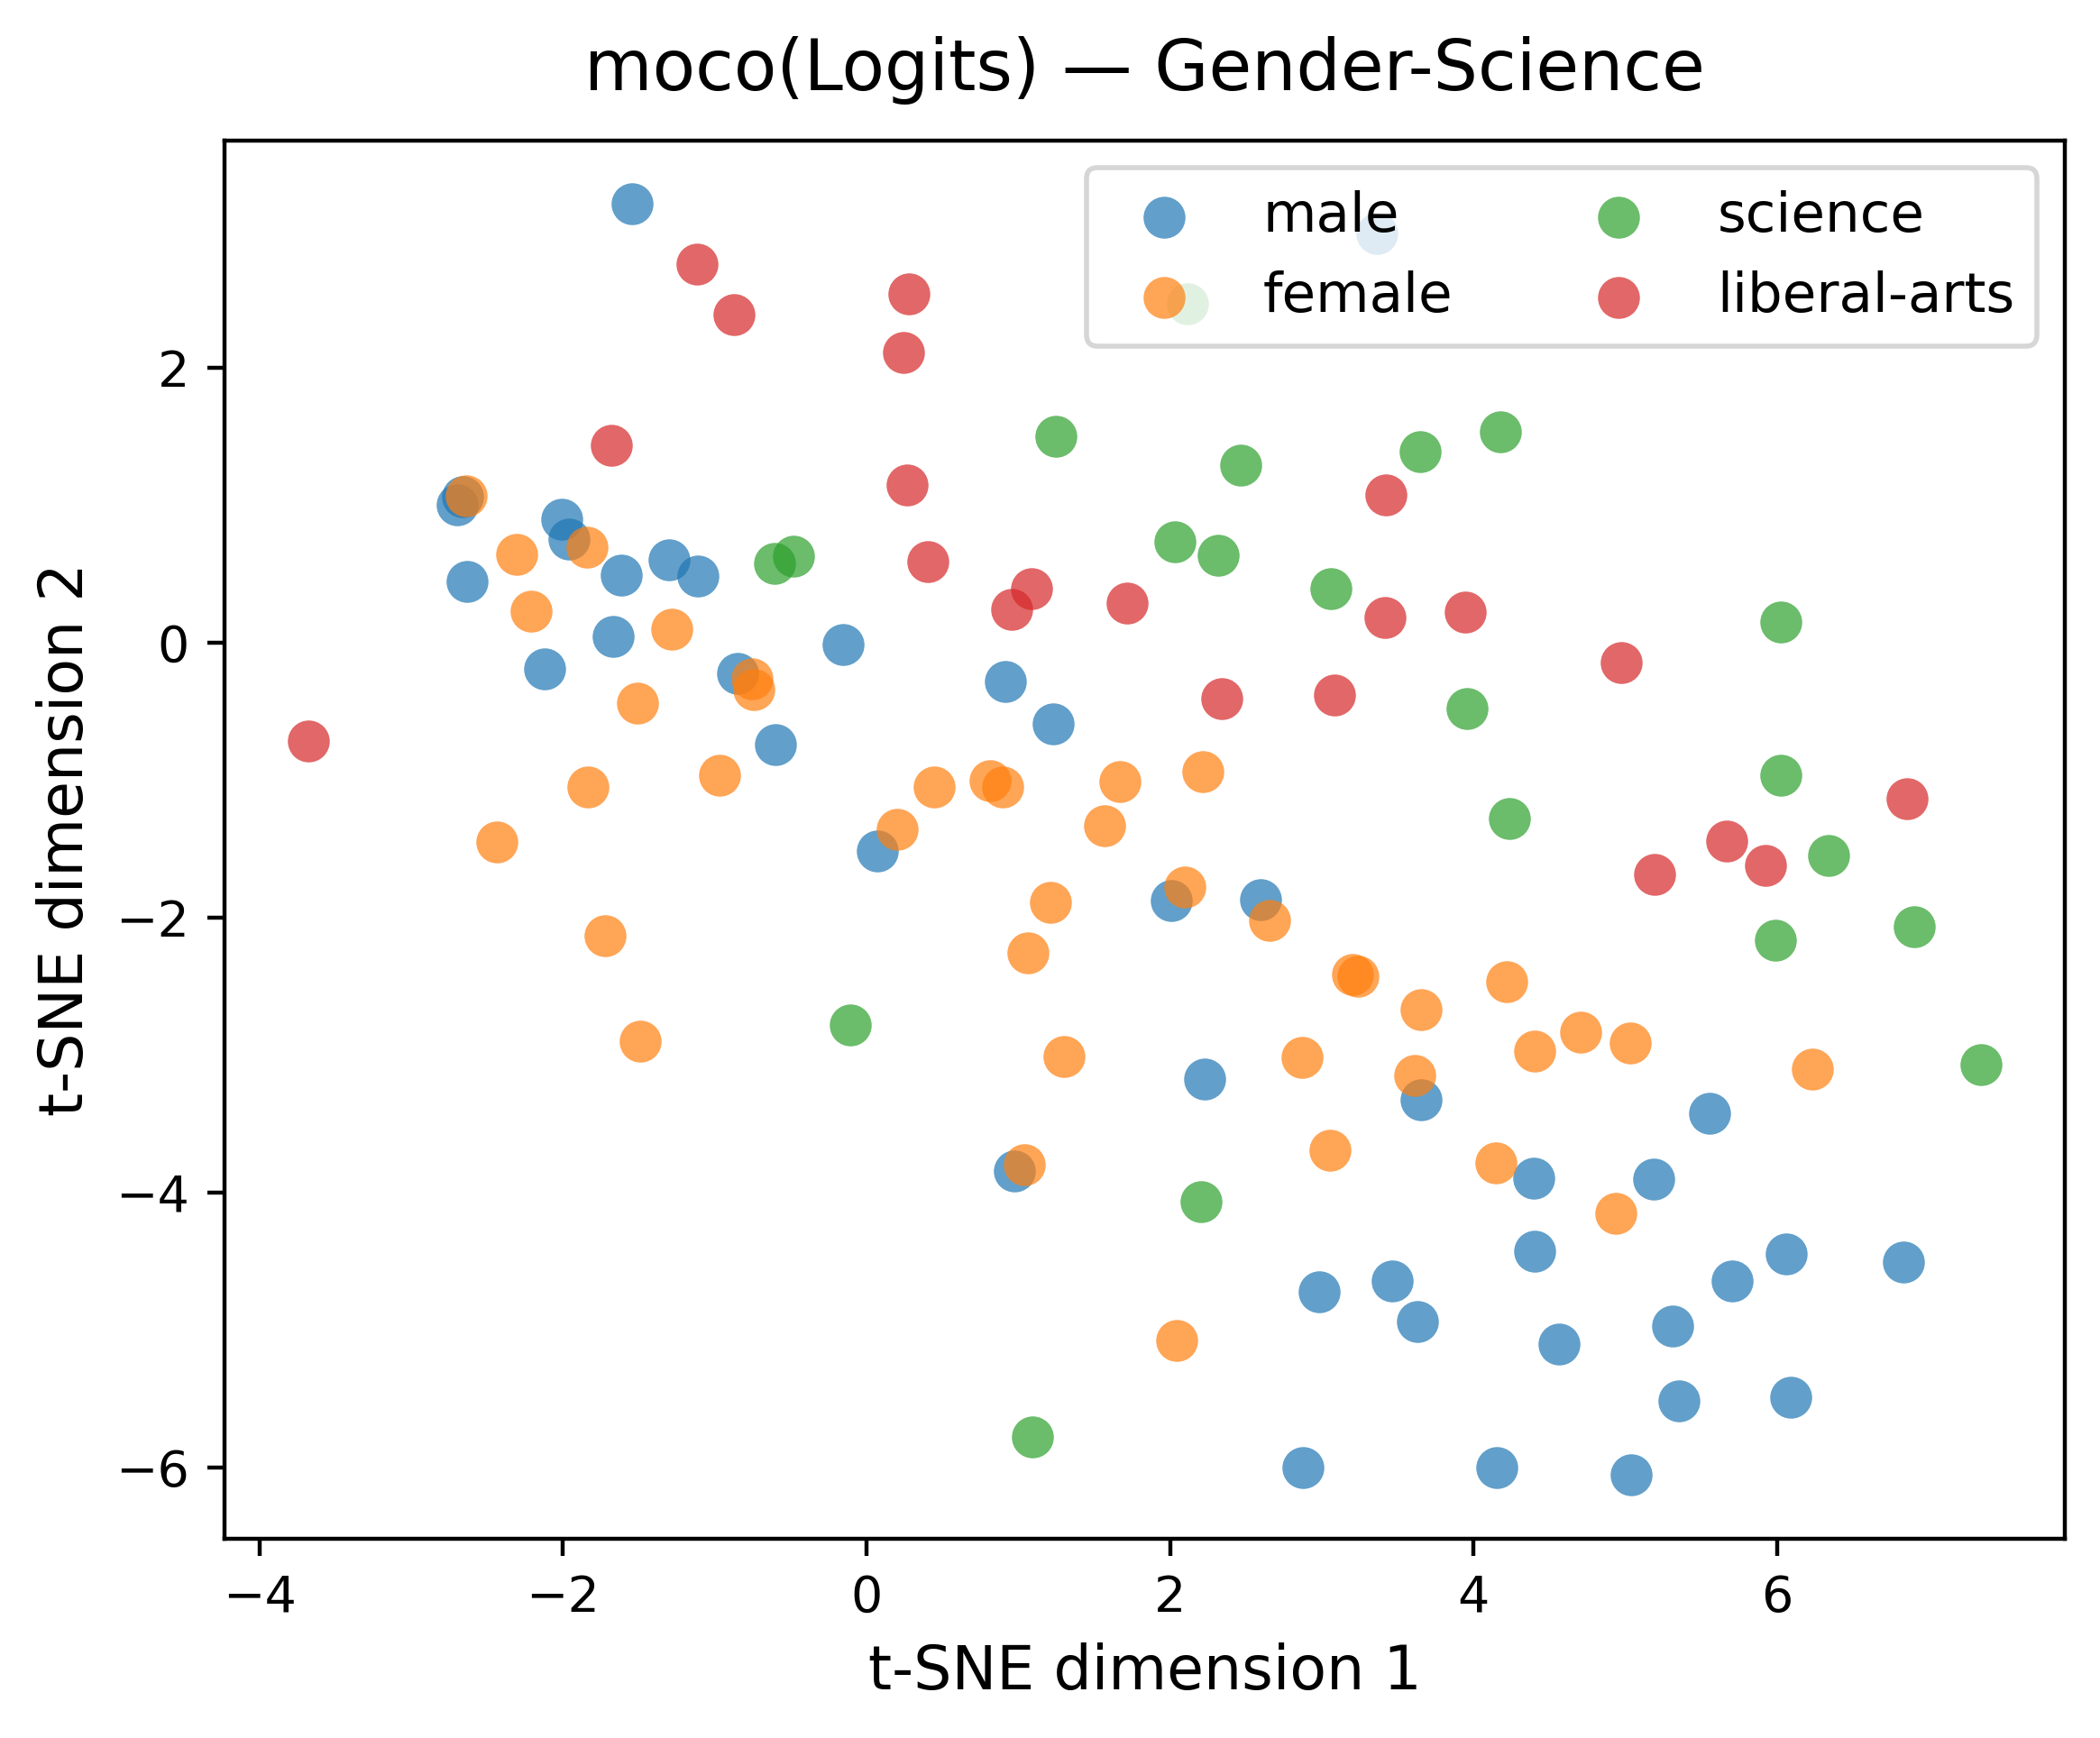 moco(Logits) — Gender-Science
male
female
science
liberal-arts
t-SNE dimension 2
2
0
−2
−4
−6
−4
−2
0
2
4
6
t-SNE dimension 1